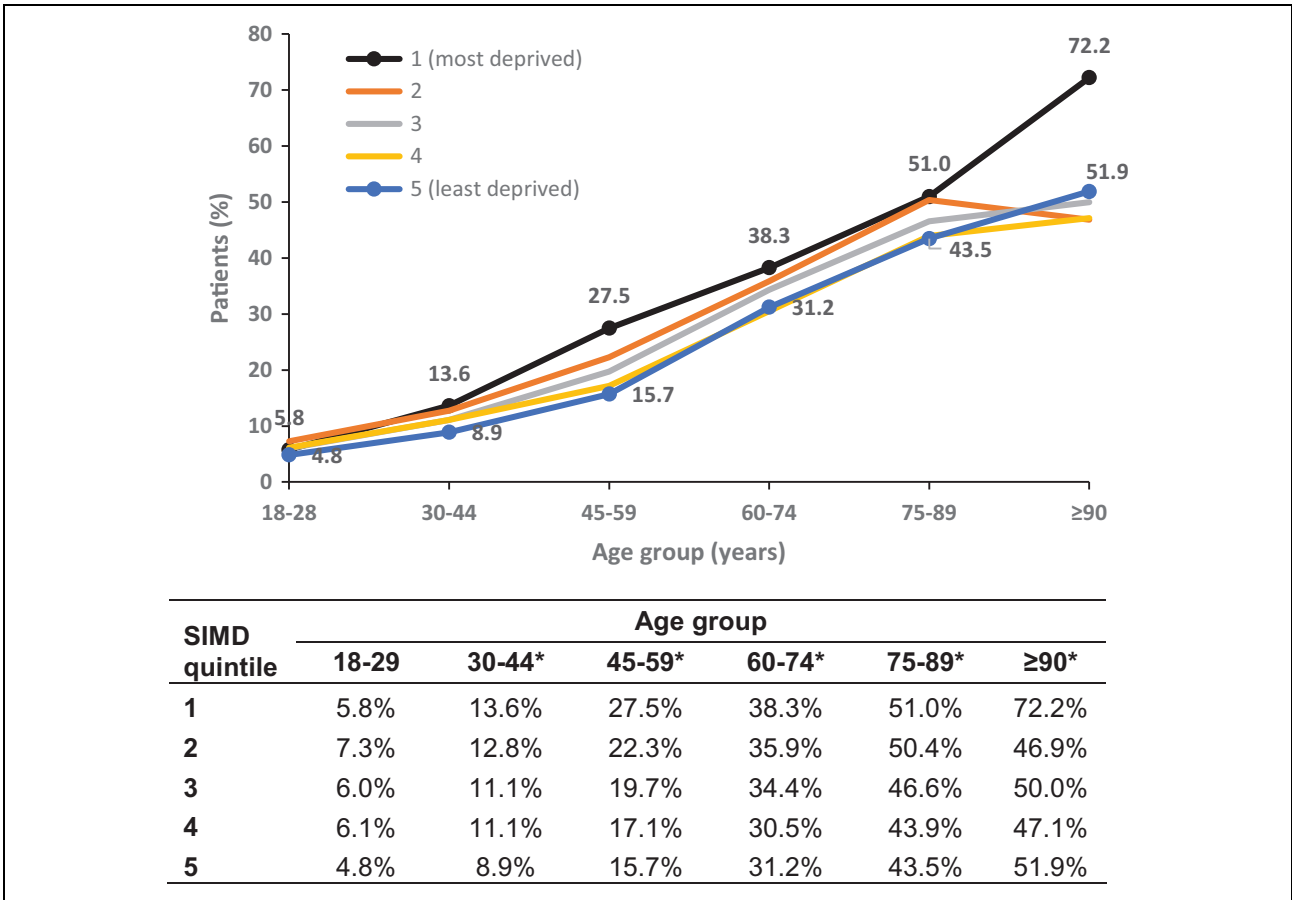 80
70
60
50
40
30
20
10
0
Patients (%)
1 (most deprived)
2
3
4
5 (least deprived)
5.8
4.8
13.6
8.9
27.5
15.7
38.3
31.2
51.0
43.5
72.2
51.9
18-28 30-44 45-59 60-74 75-89 ≥90
Age group (years)
SIMD quintile
Age group
18-29 30-44* 45-59* 60-74* 75-89* ≥90*
1 5.8% 13.6% 27.5% 38.3% 51.0% 72.2%
2 7.3% 12.8% 22.3% 35.9% 50.4% 46.9%
3 6.0% 11.1% 19.7% 34.4% 46.6% 50.0%
4 6.1% 11.1% 17.1% 30.5% 43.9% 47.1%
5 4.8% 8.9% 15.7% 31.2% 43.5% 51.9%